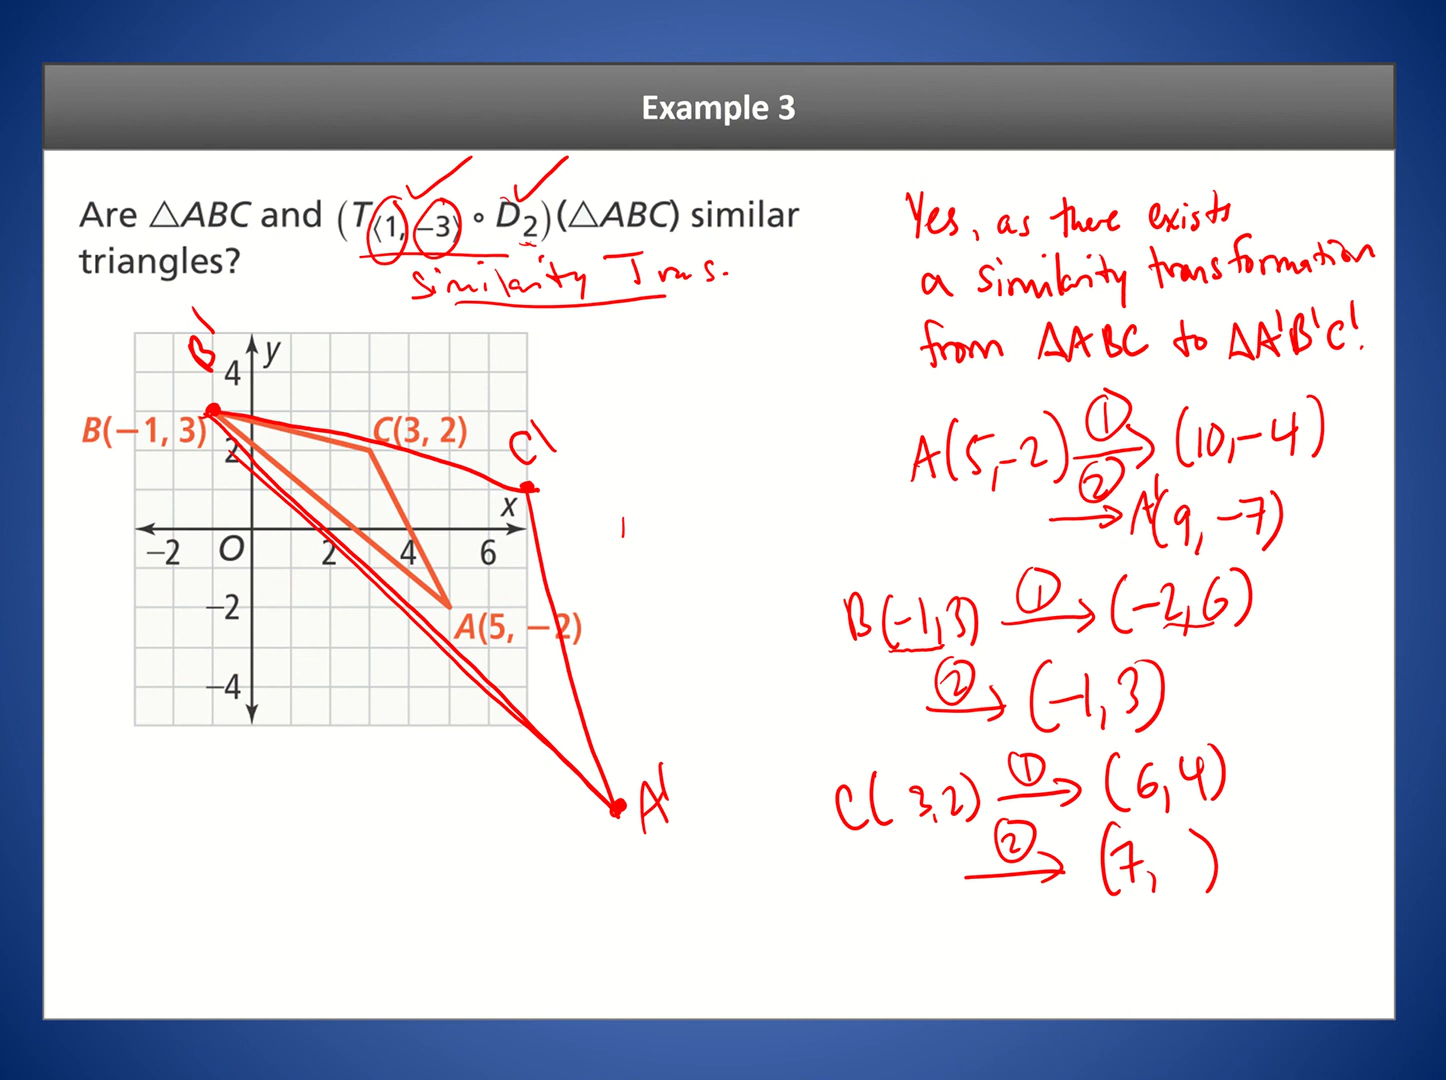 Example 3
Are △ABC and (T⟨1, −3⟩ ∘ D₂)(△ABC) similar
triangles?
Similarity Trans.
Yes, as there exists
a similarity transformation
from △ABC to △A'B'C'!
B'
y
4
B(−1, 3)
C(3, 2)
2
C'
x
−2 O 2 4 6
−2
A(5, −2)
−4
A'
A(5,-2) ①→ (10,-4)
②→ A'(9, -7)
B(-1,3) ①→ (-2,6)
②→ (-1,3)
C(3,2) ①→ (6,4)
②→ (7, )